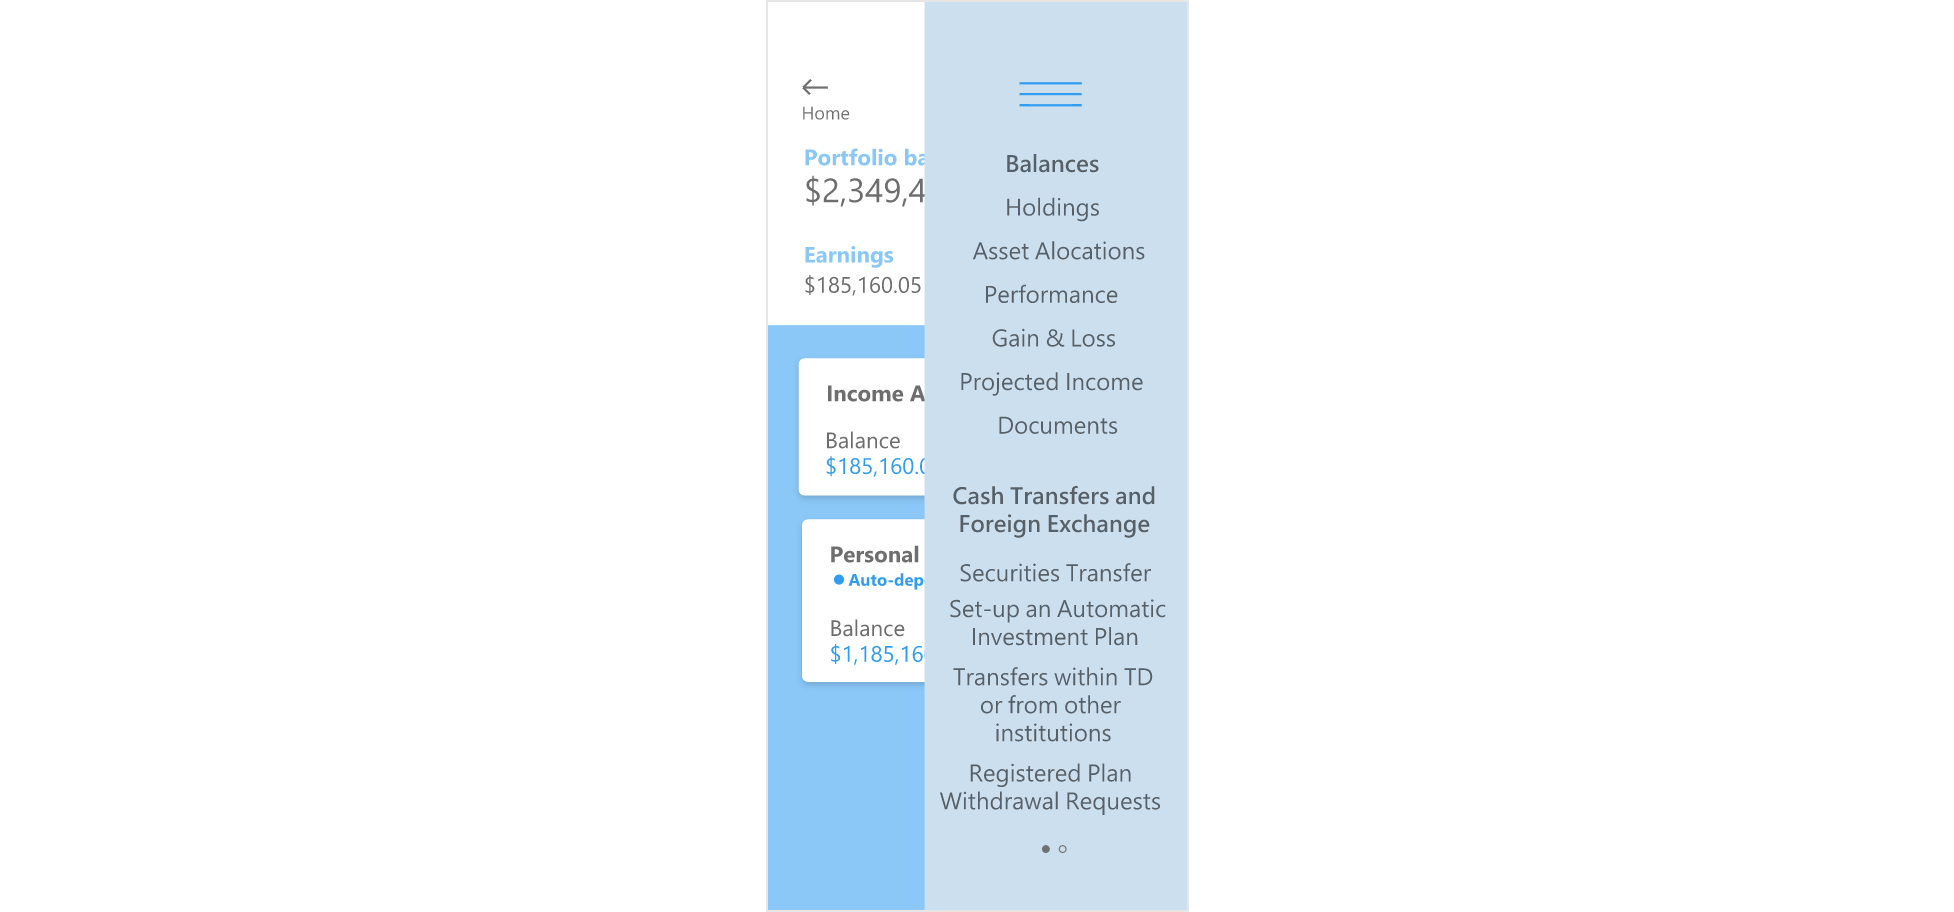 Home
Portfolio ba
$2,349,4
Earnings
$185,160.05
Income A
Balance
$185,160.0
Personal
Auto-dep
Balance
$1,185,16
Balances
Holdings
Asset Alocations
Performance
Gain & Loss
Projected Income
Documents
Cash Transfers and
Foreign Exchange
Securities Transfer
Set-up an Automatic
Investment Plan
Transfers within TD
or from other
institutions
Registered Plan
Withdrawal Requests